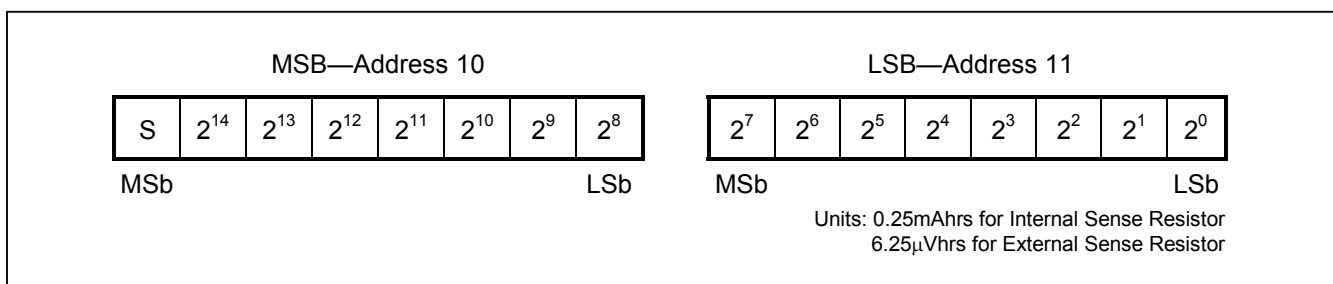 MSB—Address 10 LSB—Address 11
S 2^14 2^13 2^12 2^11 2^10 2^9 2^8 2^7 2^6 2^5 2^4 2^3 2^2 2^1 2^0
MSb LSb MSb LSb
Units: 0.25mAhrs for Internal Sense Resistor
6.25μVhrs for External Sense Resistor